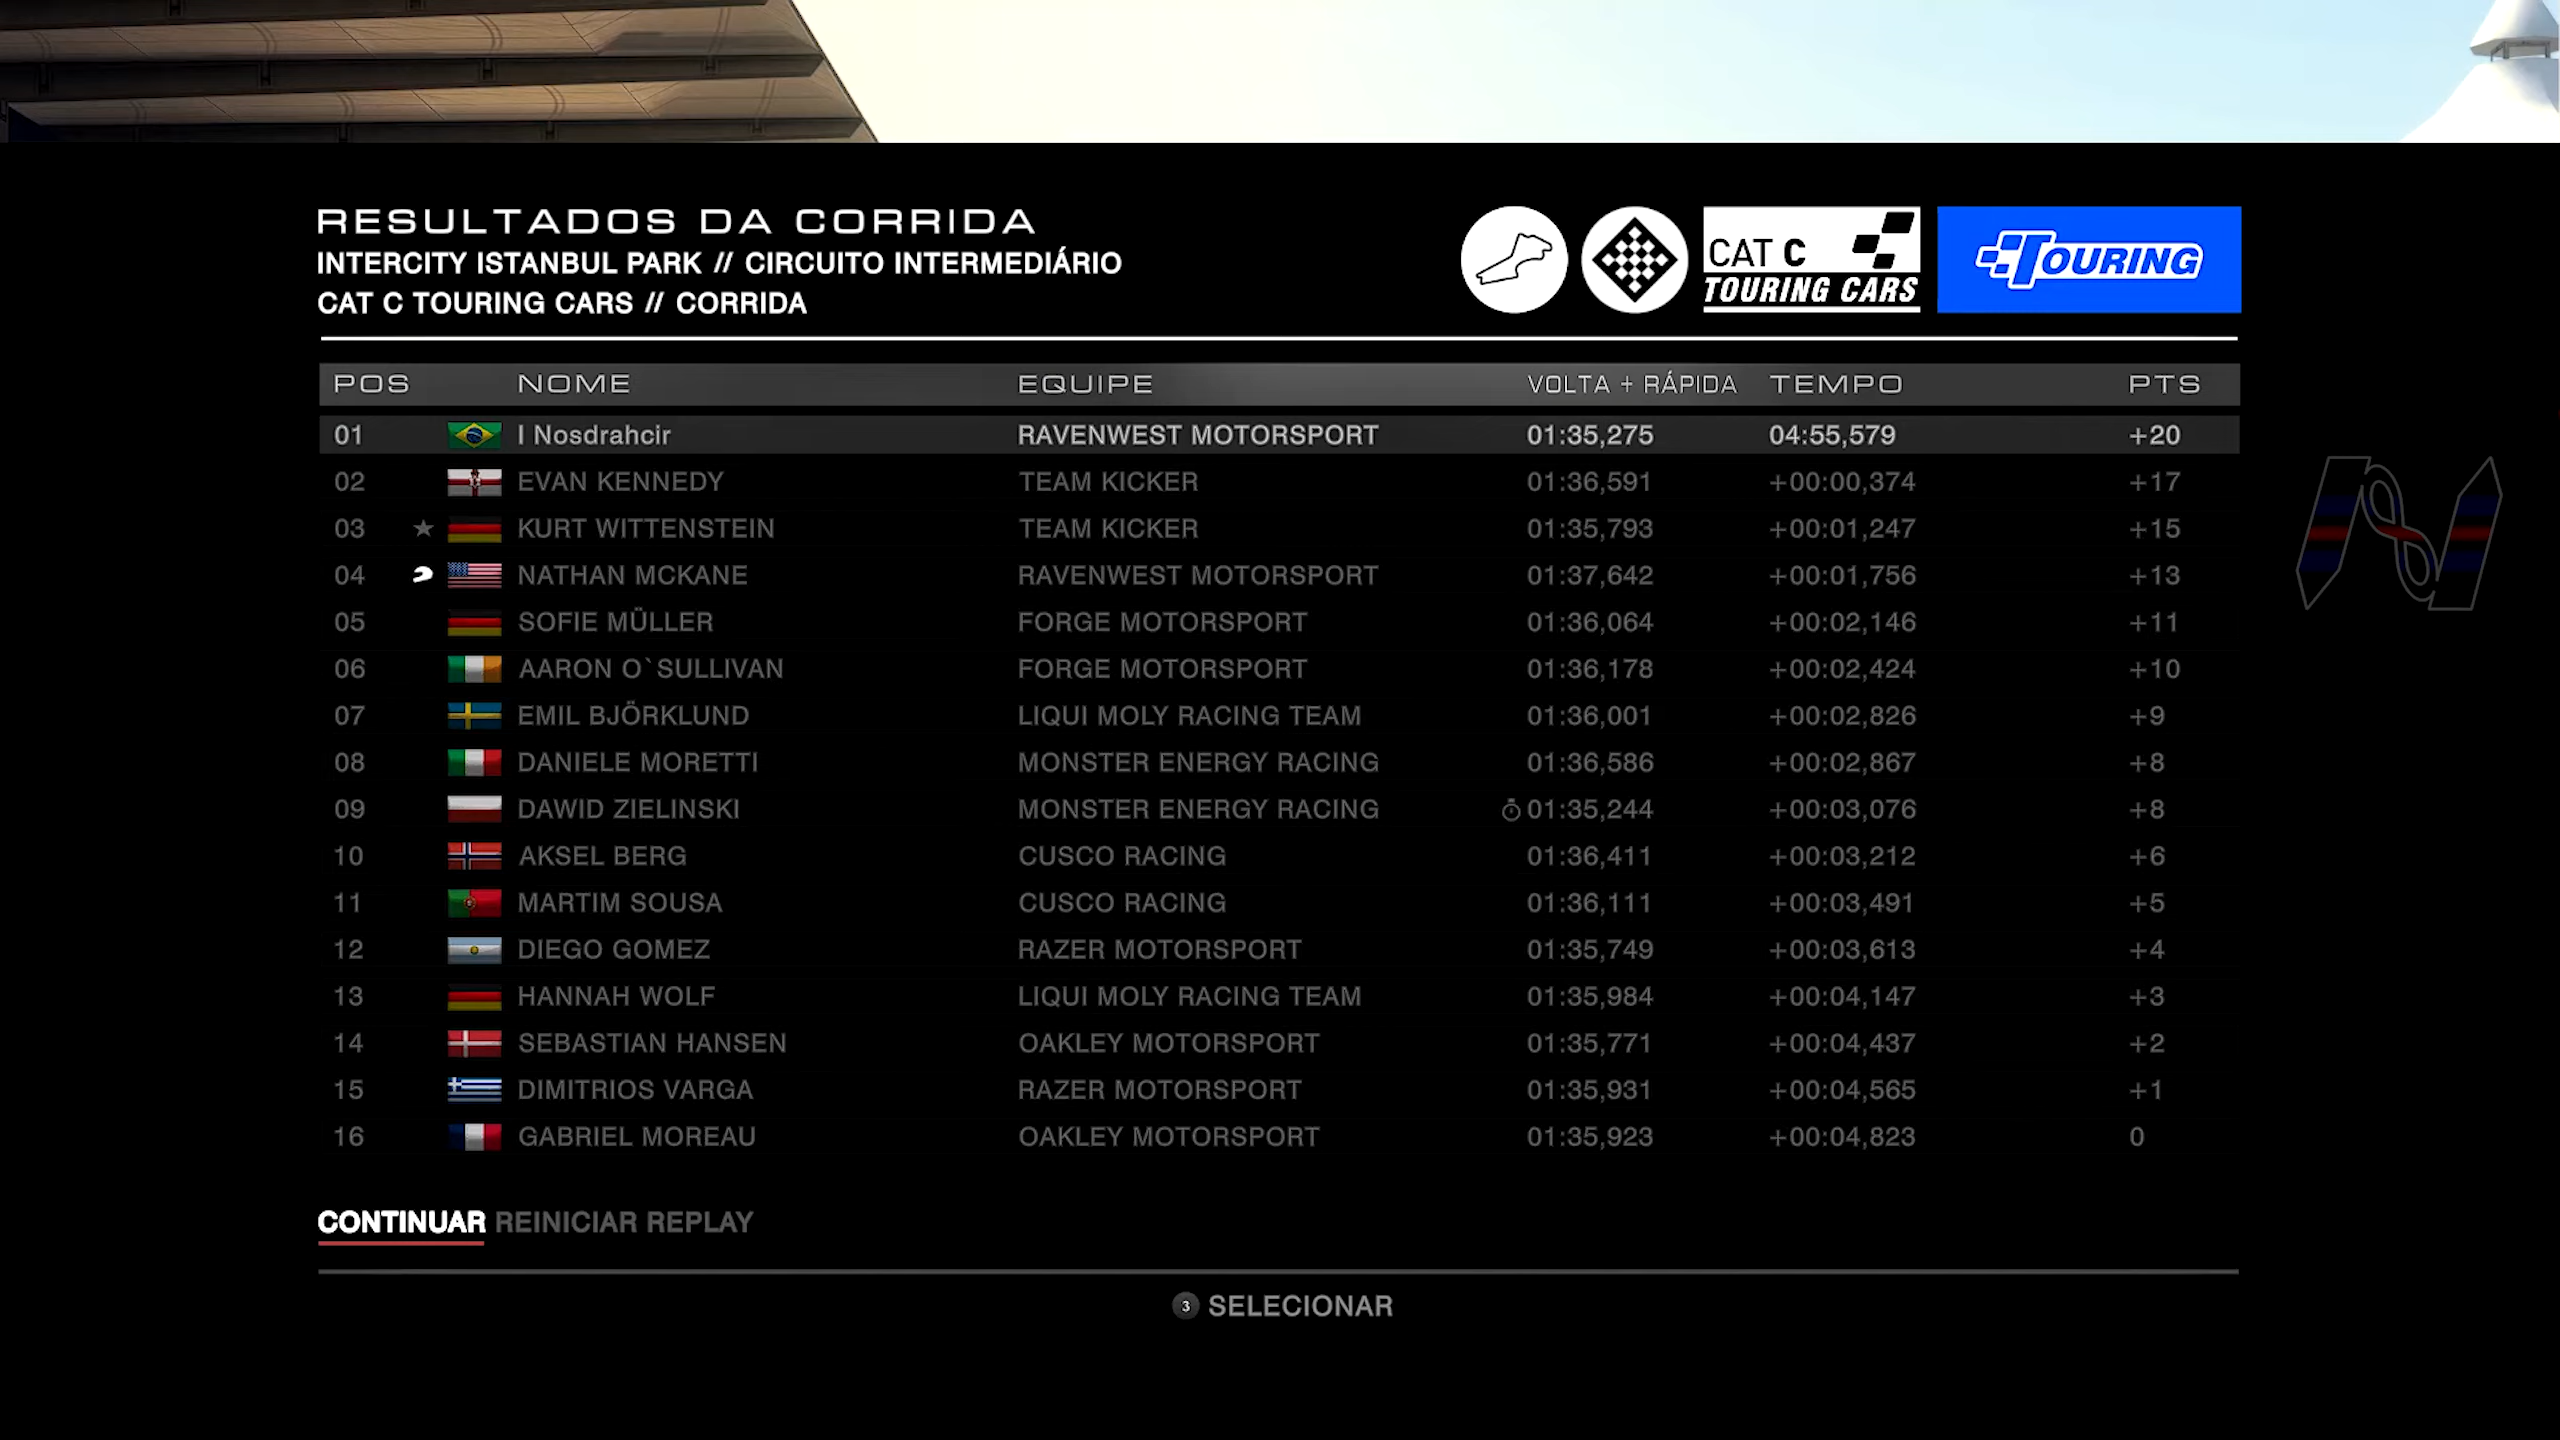 RESULTADOS DA CORRIDA
INTERCITY ISTANBUL PARK // CIRCUITO INTERMEDIÁRIO
CAT C TOURING CARS // CORRIDA
CAT C
TOURING CARS
TOURING
POS NOME EQUIPE VOLTA + RÁPIDA TEMPO PTS
01 I Nosdrahcir RAVENWEST MOTORSPORT 01:35,275 04:55,579 +20
02 EVAN KENNEDY TEAM KICKER 01:36,591 +00:00,374 +17
03 KURT WITTENSTEIN TEAM KICKER 01:35,793 +00:01,247 +15
04 NATHAN MCKANE RAVENWEST MOTORSPORT 01:37,642 +00:01,756 +13
05 SOFIE MÜLLER FORGE MOTORSPORT 01:36,064 +00:02,146 +11
06 AARON O`SULLIVAN FORGE MOTORSPORT 01:36,178 +00:02,424 +10
07 EMIL BJÖRKLUND LIQUI MOLY RACING TEAM 01:36,001 +00:02,826 +9
08 DANIELE MORETTI MONSTER ENERGY RACING 01:36,586 +00:02,867 +8
09 DAWID ZIELINSKI MONSTER ENERGY RACING 01:35,244 +00:03,076 +8
10 AKSEL BERG CUSCO RACING 01:36,411 +00:03,212 +6
11 MARTIM SOUSA CUSCO RACING 01:36,111 +00:03,491 +5
12 DIEGO GOMEZ RAZER MOTORSPORT 01:35,749 +00:03,613 +4
13 HANNAH WOLF LIQUI MOLY RACING TEAM 01:35,984 +00:04,147 +3
14 SEBASTIAN HANSEN OAKLEY MOTORSPORT 01:35,771 +00:04,437 +2
15 DIMITRIOS VARGA RAZER MOTORSPORT 01:35,931 +00:04,565 +1
16 GABRIEL MOREAU OAKLEY MOTORSPORT 01:35,923 +00:04,823 0
CONTINUAR REINICIAR REPLAY
3 SELECIONAR